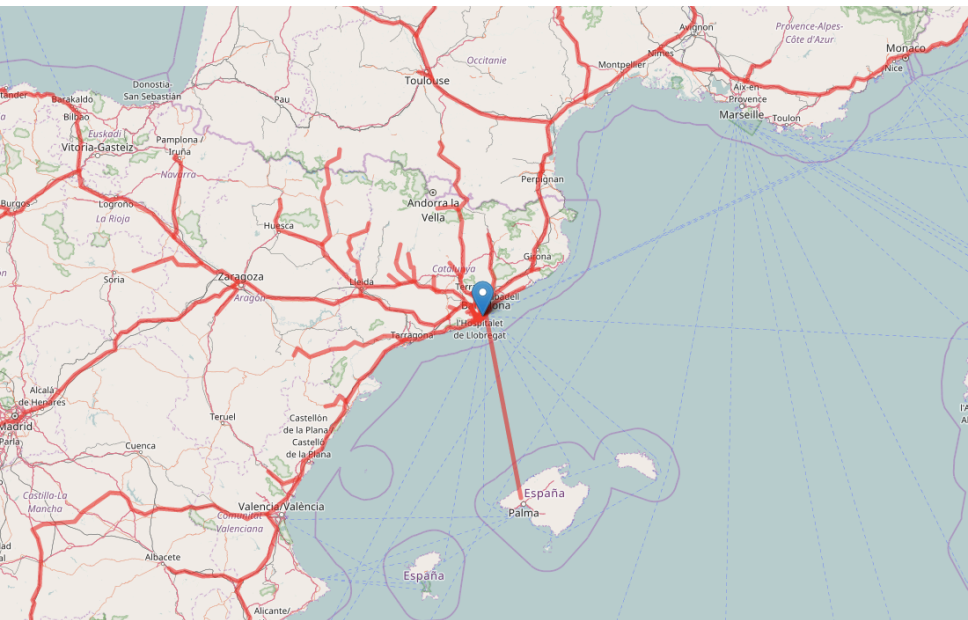 Avignon
Provence-Alpes-
Côte d'Azur
Monaco
Nîmes
Occitanie
Montpellier
Nice
Toulouse
Donostia-
San Sebastián
Aix-en-
Provence
Barakaldo
Pau
Marseille
Toulon
Bilbao
Euskadi
Vitoria-Gasteiz
Pamplona /
Iruña
Navarra
Perpignan
Burgos
Logroño
Andorra la
Vella
La Rioja
Huesca
Girona
Catalunya
Soria
Zaragoza
Lleida
Aragón
l'Hospitalet
de Llobregat
Tarragona
Alcalá
de Henares
Madrid
Parla
Teruel
Castellón
de la Plana/
Castelló
de la Plana
Cuenca
Castilla-La
Mancha
España
Palma
Valencia/València
Comunitat
Valenciana
Albacete
España
Alicante/